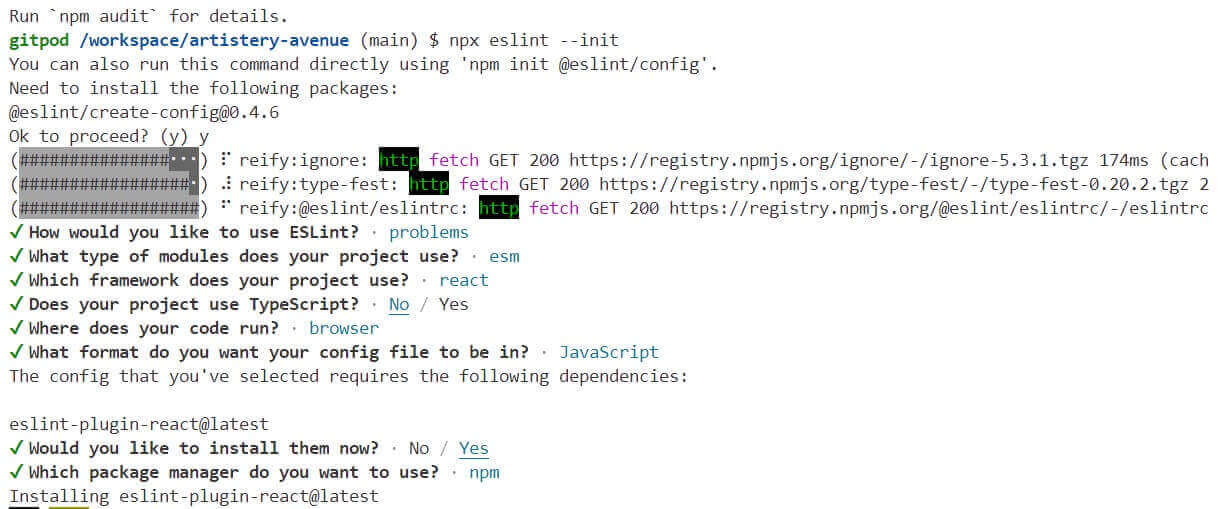 Run `npm audit` for details.
gitpod /workspace/artistery-avenue (main) $ npx eslint --init
You can also run this command directly using 'npm init @eslint/config'.
Need to install the following packages:
@eslint/create-config@0.4.6
Ok to proceed? (y) y
(###############⠂⠂⠂) ⠏ reify:ignore: http fetch GET 200 https://registry.npmjs.org/ignore/-/ignore-5.3.1.tgz 174ms (cach
(#################⠂) ⠼ reify:type-fest: http fetch GET 200 https://registry.npmjs.org/type-fest/-/type-fest-0.20.2.tgz 2
(##################) ⠋ reify:@eslint/eslintrc: http fetch GET 200 https://registry.npmjs.org/@eslint/eslintrc/-/eslintrc
✔ How would you like to use ESLint? · problems
✔ What type of modules does your project use? · esm
✔ Which framework does your project use? · react
✔ Does your project use TypeScript? · No / Yes
✔ Where does your code run? · browser
✔ What format do you want your config file to be in? · JavaScript
The config that you've selected requires the following dependencies:
eslint-plugin-react@latest
✔ Would you like to install them now? · No / Yes
✔ Which package manager do you want to use? · npm
Installing eslint-plugin-react@latest